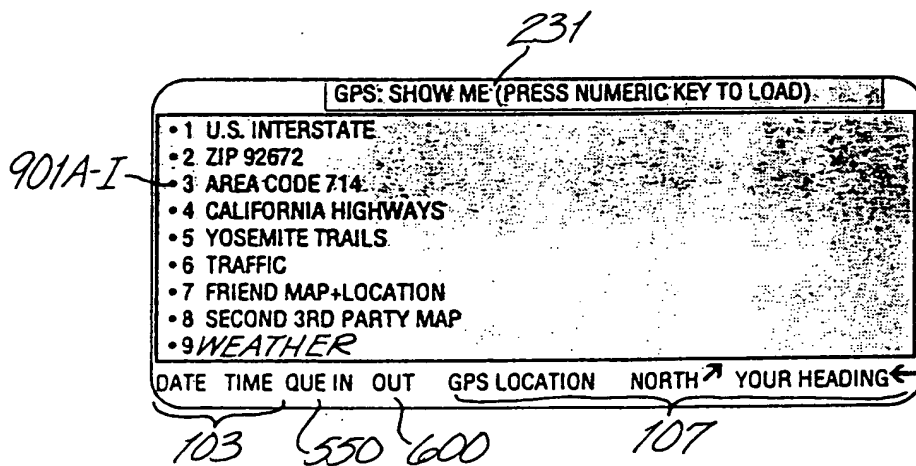 231
GPS: SHOW ME (PRESS NUMERIC KEY TO LOAD)
•1 U.S. INTERSTATE
•2 ZIP 92672
901A-I
•3 AREA CODE 714
•4 CALIFORNIA HIGHWAYS
•5 YOSEMITE TRAILS
•6 TRAFFIC
•7 FRIEND MAP+LOCATION
•8 SECOND 3RD PARTY MAP
•9 WEATHER
DATE TIME QUE IN OUT GPS LOCATION NORTH↗ YOUR HEADING←
103 550 600 107